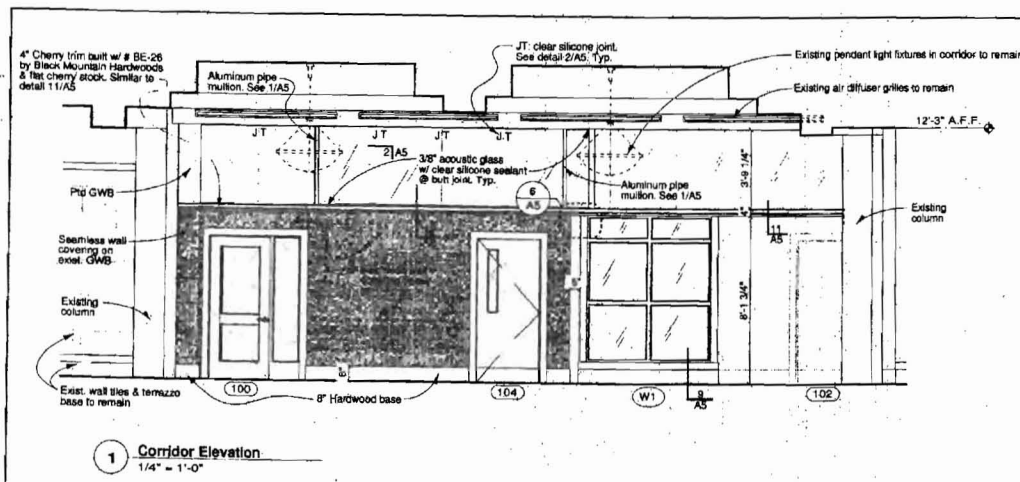 4" Cherry trim built w/ # BE-26
by Black Mountain Hardwoods
& flat cherry stock. Similar to
detail 11/A5
Aluminum pipe
mullion. See 1/A5
JT: clear silicone joint.
See detail 2/A5. Typ.
Existing pendant light fixtures in corridor to remain
Existing air diffuser grilles to remain
12'-3" A.F.F.
JT
JT
JT
JT
2 A5
3/8" acoustic glass
w/ clear silicone sealant
@ butt joint. Typ.
3'-9 1/4"
Ptd GWB
6
A5
Aluminum pipe
mullion. See 1/A5
4"
11
A5
Existing
column
Seamless wall
covering on
exist. GWB
6"
8'-1 3/4"
Existing
column
Exist. wall tiles & terrazzo
base to remain
100
8"
8" Hardwood base
104
W1
9
A5
102
1
Corridor Elevation
1/4" = 1'-0"